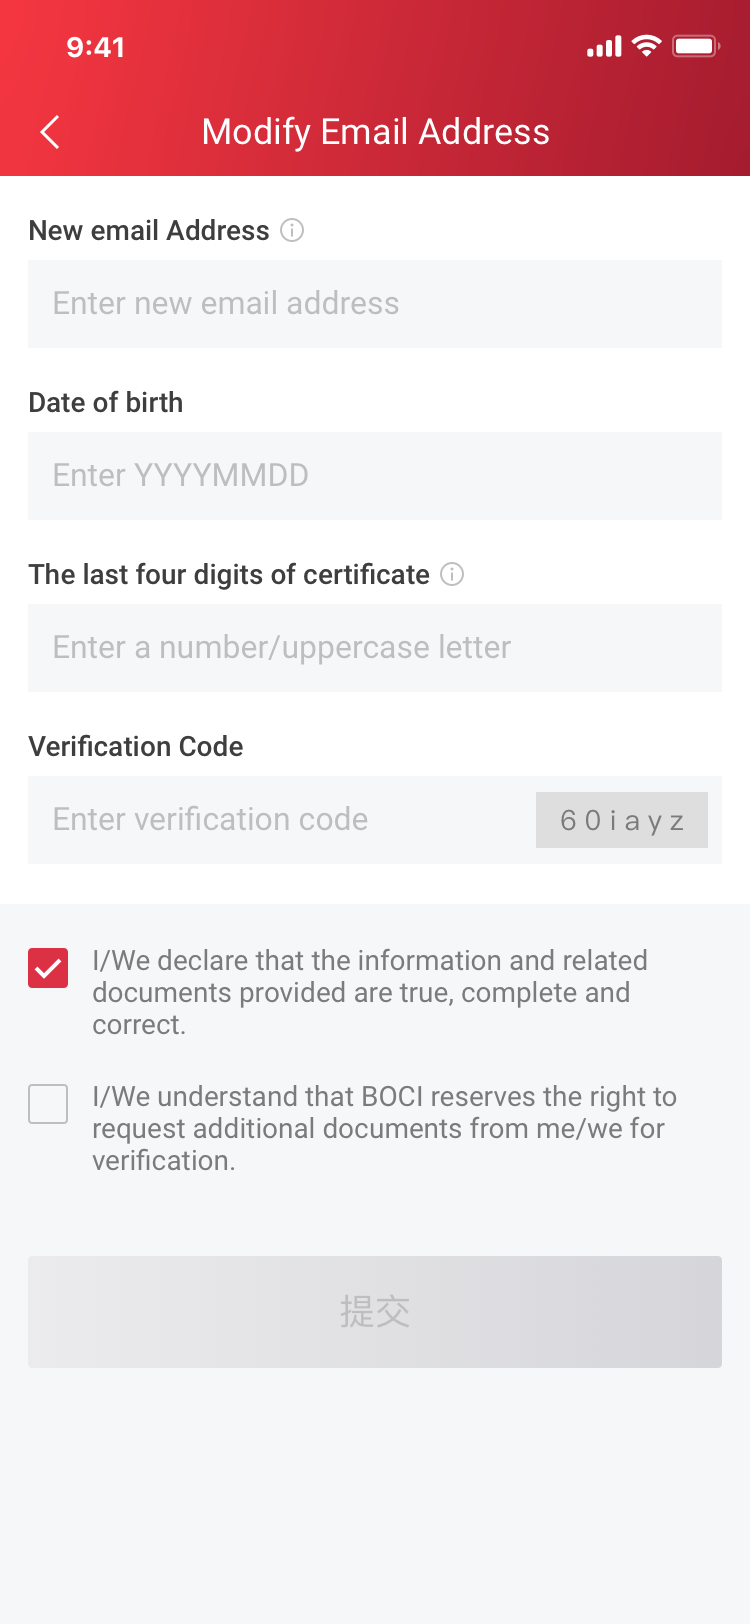 9:41
Modify Email Address
New email Address
Enter new email address
Date of birth
Enter YYYYMMDD
The last four digits of certificate
Enter a number/uppercase letter
Verification Code
Enter verification code
60iayz
I/We declare that the information and related
documents provided are true, complete and
correct.
I/We understand that BOCI reserves the right to
request additional documents from me/we for
verification.
提交